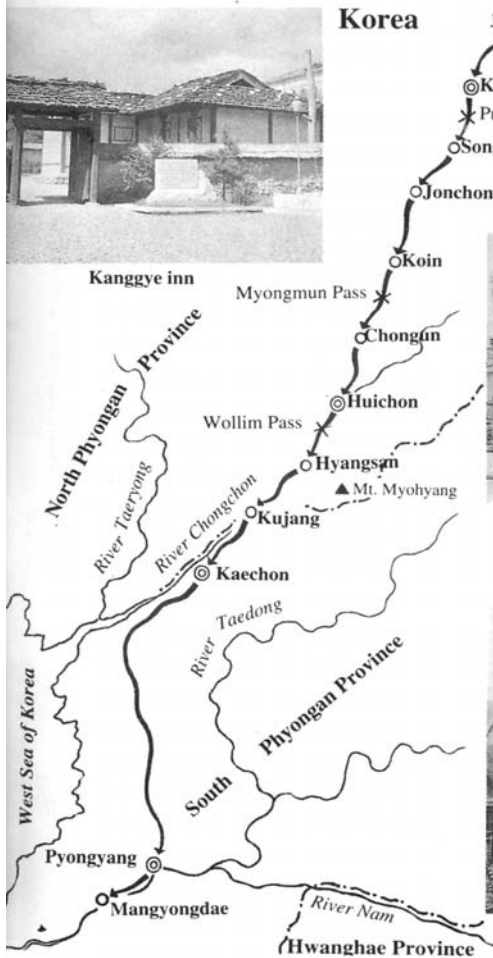 Korea
Kanggye inn
Jonchon
Koin
Myongmun Pass
Chongun
North Phyongan Province
Huichon
Wollim Pass
Hyangsan
Mt. Myohyang
River Taeryong
River Chongchon
Kujang
Kaechon
River Taedong
West Sea of Korea
South Phyongan Province
Pyongyang
Mangyongdae
River Nam
Hwanghae Province